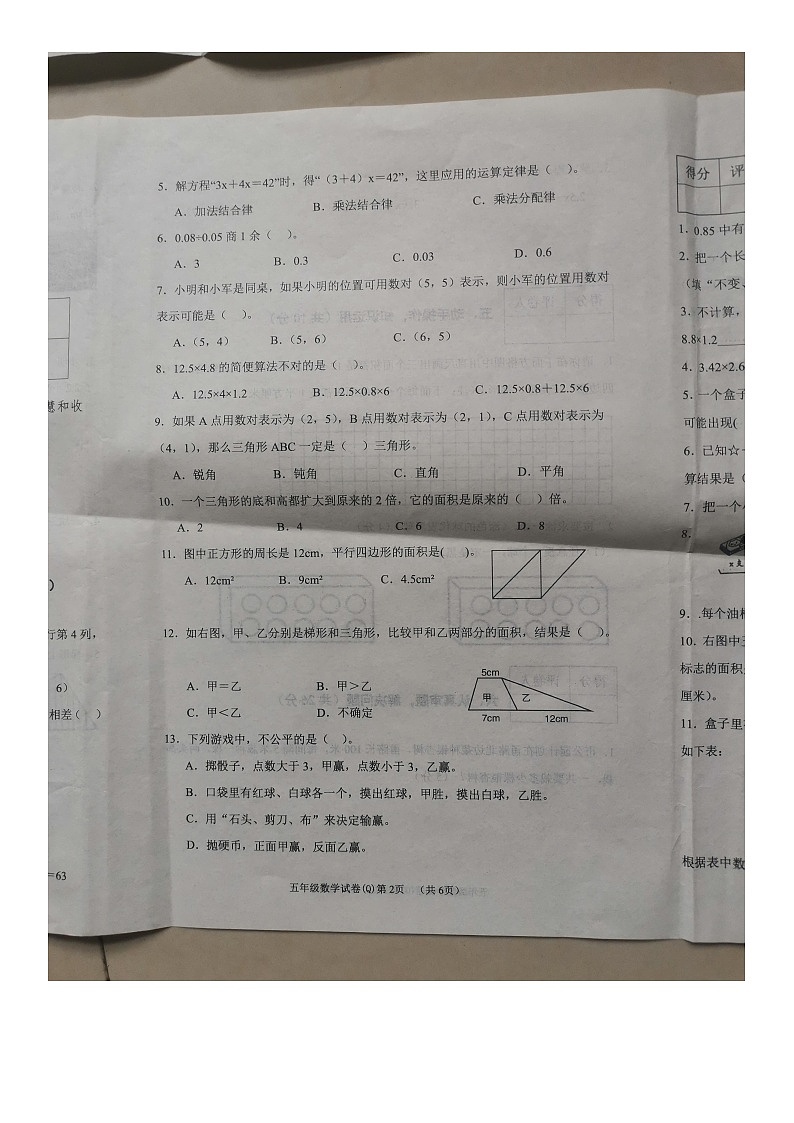 5．解方程“3x＋4x＝42”时，得“（3＋4）x＝42”，这里应用的运算定律是（　）。
A．加法结合律　B．乘法结合律　C．乘法分配律
6．0.08÷0.05 商 1 余（　）。
A．3　B．0.3　C．0.03　D．0.6
7．小明和小军是同桌，如果小明的位置可用数对（5，5）表示，则小军的位置用数对
表示可能是（　）。
A．（5，4）　B．（5，6）　C．（6，5）
8．12.5×4.8 的简便算法不对的是（　）。
A．12.5×4×1.2　B．12.5×0.8×6　C．12.5×0.8＋12.5×6
9．如果 A 点用数对表示为（2，5），B 点用数对表示为（2，1），C 点用数对表示为
（4，1），那么三角形 ABC 一定是（　）三角形。
A．锐角　B．钝角　C．直角　D．平角
10．一个三角形的底和高都扩大到原来的 2 倍，它的面积是原来的（　）倍。
A．2　B．4　C．6　D．8
11．图中正方形的周长是 12cm，平行四边形的面积是(　)。
A．12cm²　B．9cm²　C．4.5cm²
12．如右图，甲、乙分别是梯形和三角形，比较甲和乙两部分的面积，结果是（　）。
A．甲＝乙　B．甲＞乙
C．甲＜乙　D．不确定
5cm
甲　乙
7cm　12cm
13．下列游戏中，不公平的是（　）。
A．掷骰子，点数大于 3，甲赢，点数小于 3，乙赢。
B．口袋里有红球、白球各一个，摸出红球，甲胜，摸出白球，乙胜。
C．用“石头、剪刀、布”来决定输赢。
D．抛硬币，正面甲赢，反面乙赢。
五年级数学试卷(Q)第 2页　（共 6页）
慧和收
行第 4 列，
6）
相差(　)
=63
得分　评
1．0.85 中有
2．把一个长
（填“不变、
3．不计算，
8.8×1.2
4．3.42×2.6
5．一个盒子
可能出现(
6．已知☆
算结果是（
7．把一个
8．
x 元
9．.每个油桶
10．右图中
标志的面积
厘米）。
11．盒子里
如下表：
根据表中数